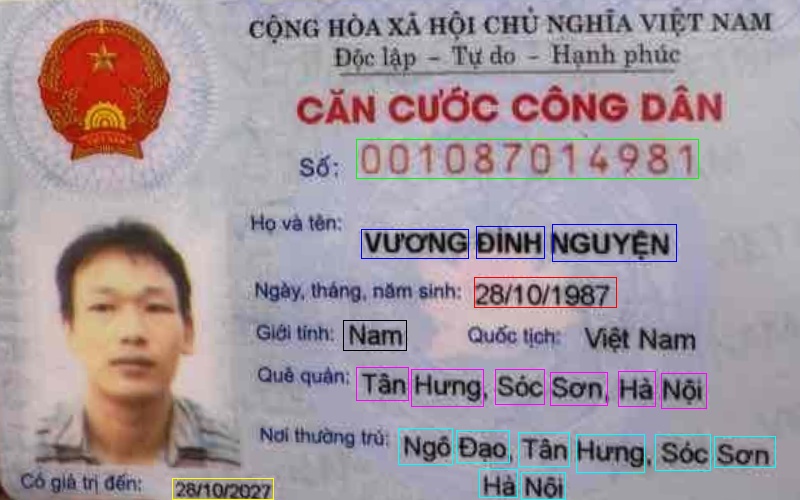 CỘNG HÒA XÃ HỘI CHỦ NGHĨA VIỆT NAM
Độc lập – Tự do – Hạnh phúc
CĂN CƯỚC CÔNG DÂN
Số: 001087014981
Họ và tên: VƯƠNG ĐÌNH NGUYỆN
Ngày, tháng, năm sinh: 28/10/1987
Giới tính: Nam Quốc tịch: Việt Nam
Quê quán: Tân Hưng, Sóc Sơn, Hà Nội
Nơi thường trú: Ngô Đạo, Tân Hưng, Sóc Sơn
Hà Nội
Có giá trị đến: 28/10/2027